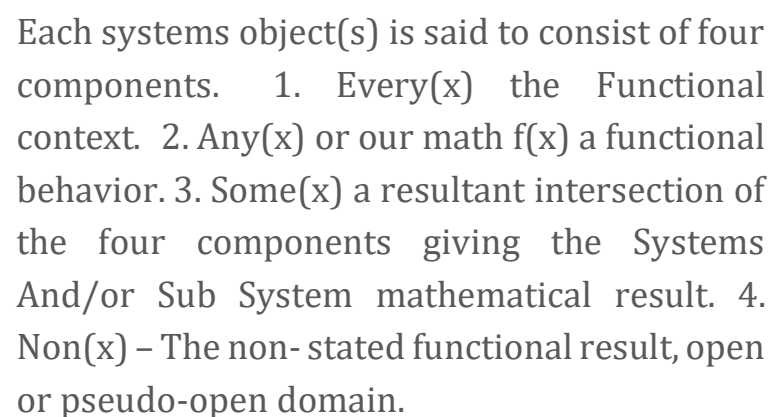 Each systems object(s) is said to consist of four
components. 1. Every(x) the Functional
context. 2. Any(x) or our math f(x) a functional
behavior. 3. Some(x) a resultant intersection of
the four components giving the Systems
And/or Sub System mathematical result. 4.
Non(x) – The non- stated functional result, open
or pseudo-open domain.